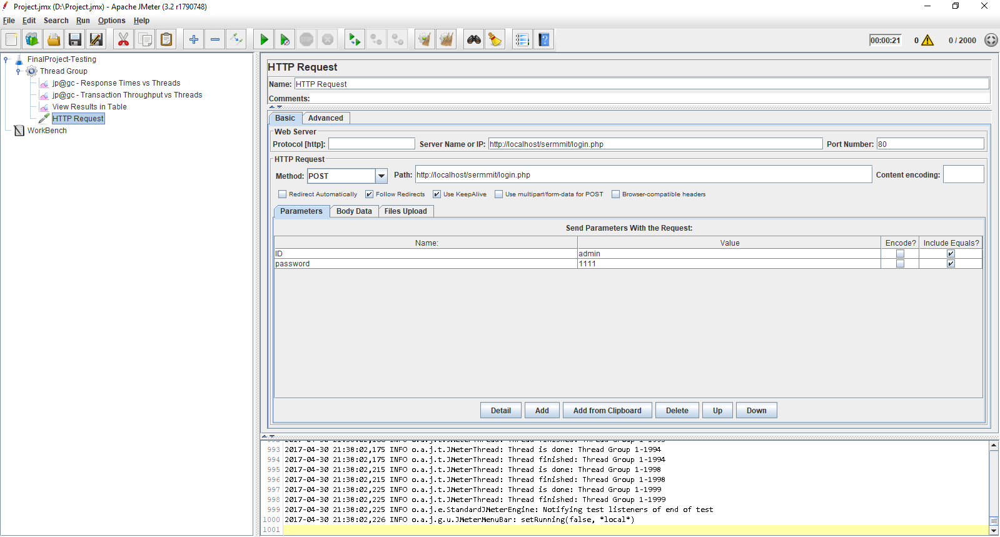 Project.jmx (D:\Project.jmx) - Apache JMeter (3.2 r1790748)
File Edit Search Run Options Help
00:00:21 0 0 / 2000
FinalProject-Testing
Thread Group
jp@gc - Response Times vs Threads
jp@gc - Transaction Throughput vs Threads
View Results in Table
HTTP Request
WorkBench
HTTP Request
Name: HTTP Request
Comments:
Basic Advanced
Web Server
Protocol [http]: Server Name or IP: http://localhost/sermmit/login.php Port Number: 80
HTTP Request
Method: POST Path: http://localhost/sermmit/login.php Content encoding:
Redirect Automatically Follow Redirects Use KeepAlive Use multipart/form-data for POST Browser-compatible headers
Parameters Body Data Files Upload
Send Parameters With the Request:
Name: Value Encode? Include Equals?
ID admin
password 1111
Detail Add Add from Clipboard Delete Up Down
993 2017-04-30 21:38:02,175 INFO o.a.j.t.JMeterThread: Thread is done: Thread Group 1-1994
994 2017-04-30 21:38:02,175 INFO o.a.j.t.JMeterThread: Thread finished: Thread Group 1-1994
995 2017-04-30 21:38:02,215 INFO o.a.j.t.JMeterThread: Thread is done: Thread Group 1-1998
996 2017-04-30 21:38:02,215 INFO o.a.j.t.JMeterThread: Thread finished: Thread Group 1-1998
997 2017-04-30 21:38:02,225 INFO o.a.j.t.JMeterThread: Thread is done: Thread Group 1-1999
998 2017-04-30 21:38:02,225 INFO o.a.j.t.JMeterThread: Thread finished: Thread Group 1-1999
999 2017-04-30 21:38:02,225 INFO o.a.j.e.StandardJMeterEngine: Notifying test listeners of end of test
1000 2017-04-30 21:38:02,226 INFO o.a.j.g.u.JMeterMenuBar: setRunning(false, *local*)
1001